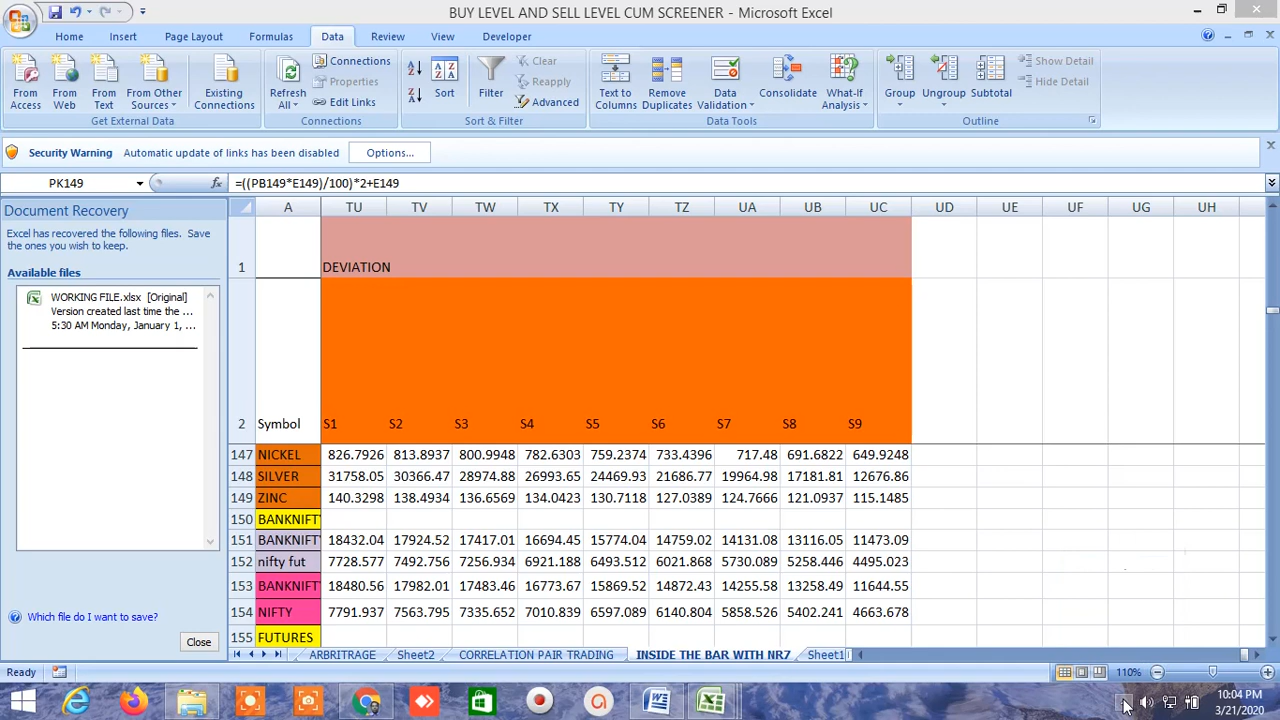 BUY LEVEL AND SELL LEVEL CUM SCREENER - Microsoft Excel
Home Insert Page Layout Formulas Data Review View Developer
From Access From Web From Text From Other Sources Existing Connections
Get External Data
Refresh All Connections Properties Edit Links
Connections
Sort Filter Clear Reapply Advanced
Sort & Filter
Text to Columns Remove Duplicates Data Validation Consolidate What-If Analysis
Data Tools
Group Ungroup Subtotal Show Detail Hide Detail
Outline
Security Warning Automatic update of links has been disabled Options...
PK149 fx =((PB149*E149)/100)*2+E149
Document Recovery
Excel has recovered the following files. Save
the ones you wish to keep.
Available files
WORKING FILE.xlsx [Original]
Version created last time the ...
5:30 AM Monday, January 1, ...
Which file do I want to save?
Close
A TU TV TW TX TY TZ UA UB UC UD UE UF UG UH
1 DEVIATION
2 Symbol S1 S2 S3 S4 S5 S6 S7 S8 S9
147 NICKEL 826.7926 813.8937 800.9948 782.6303 759.2374 733.4396 717.48 691.6822 649.9248
148 SILVER 31758.05 30366.47 28974.88 26993.65 24469.93 21686.77 19964.98 17181.81 12676.86
149 ZINC 140.3298 138.4934 136.6569 134.0423 130.7118 127.0389 124.7666 121.0937 115.1485
150 BANKNIFTY
151 BANKNIFTY 18432.04 17924.52 17417.01 16694.45 15774.04 14759.02 14131.08 13116.05 11473.09
152 nifty fut 7728.577 7492.756 7256.934 6921.188 6493.512 6021.868 5730.089 5258.446 4495.023
153 BANKNIFTY 18480.56 17982.01 17483.46 16773.67 15869.52 14872.43 14255.58 13258.49 11644.55
154 NIFTY 7791.937 7563.795 7335.652 7010.839 6597.089 6140.804 5858.526 5402.241 4663.678
155 FUTURES
ARBRITRAGE Sheet2 CORRELATION PAIR TRADING INSIDE THE BAR WITH NR7 Sheet1
Ready 110%
10:04 PM
3/21/2020